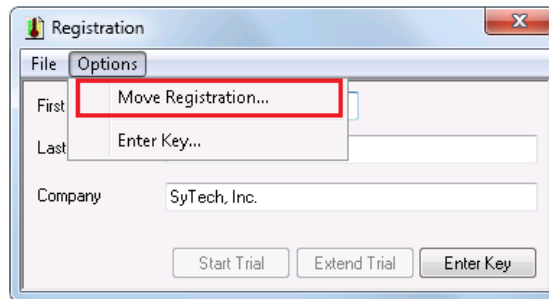 Registration
File Options
Move Registration...
First
Enter Key...
Last
Company SyTech, Inc.
Start Trial Extend Trial Enter Key